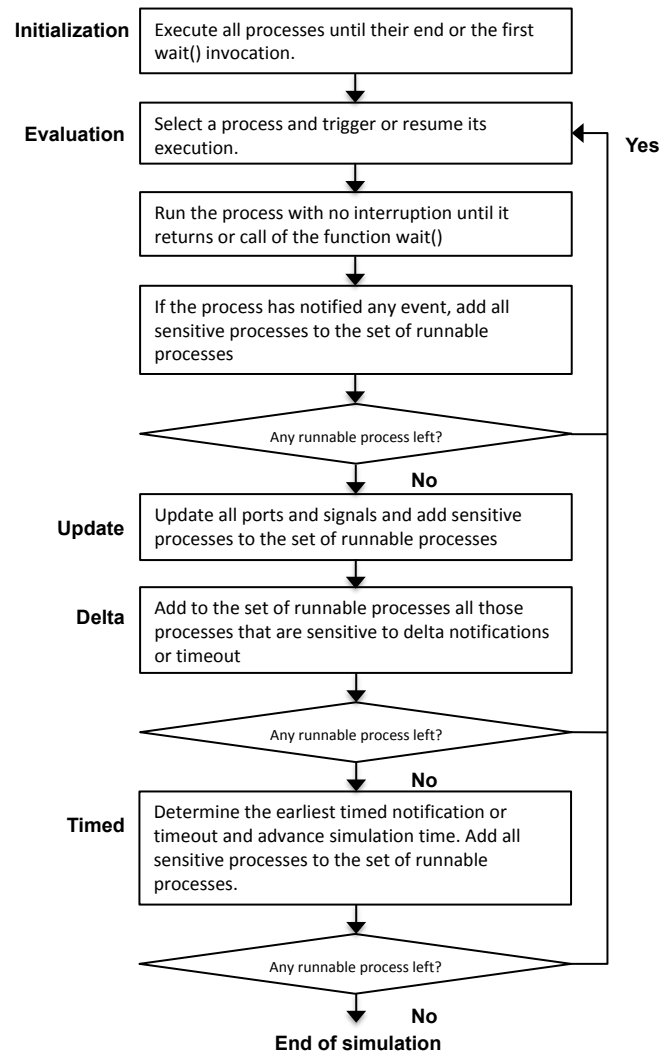 Initialization
Execute all processes until their end or the first
wait() invocation.
Evaluation
Select a process and trigger or resume its
execution.
Yes
Run the process with no interruption until it
returns or call of the function wait()
If the process has notified any event, add all
sensitive processes to the set of runnable
processes
Any runnable process left?
No
Update
Update all ports and signals and add sensitive
processes to the set of runnable processes
Delta
Add to the set of runnable processes all those
processes that are sensitive to delta notifications
or timeout
Any runnable process left?
No
Timed
Determine the earliest timed notification or
timeout and advance simulation time. Add all
sensitive processes to the set of runnable
processes.
Any runnable process left?
No
End of simulation